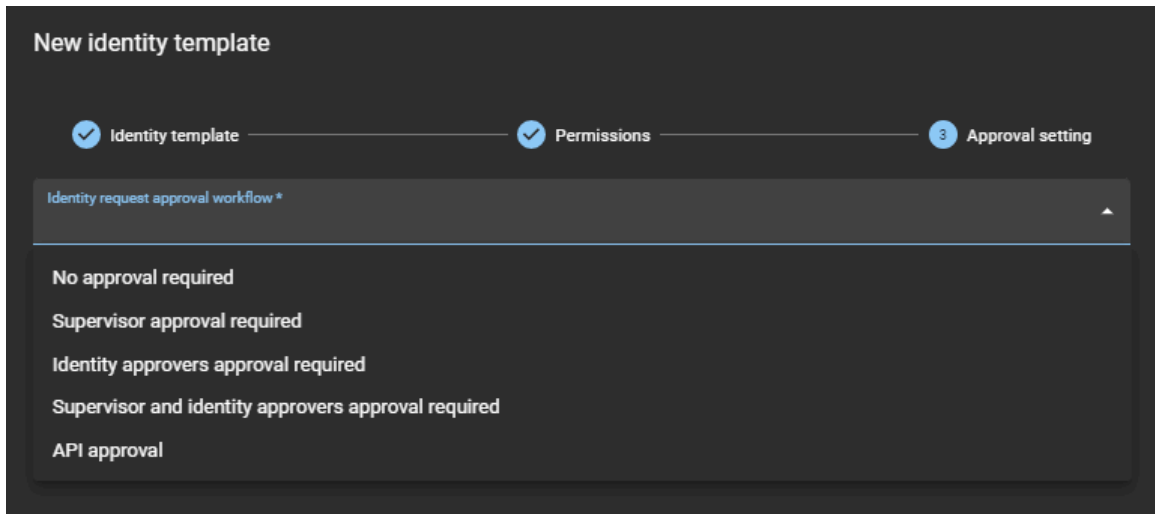 New identity template
Identity template
Permissions
3
Approval setting
Identity request approval workflow *
No approval required
Supervisor approval required
Identity approvers approval required
Supervisor and identity approvers approval required
API approval